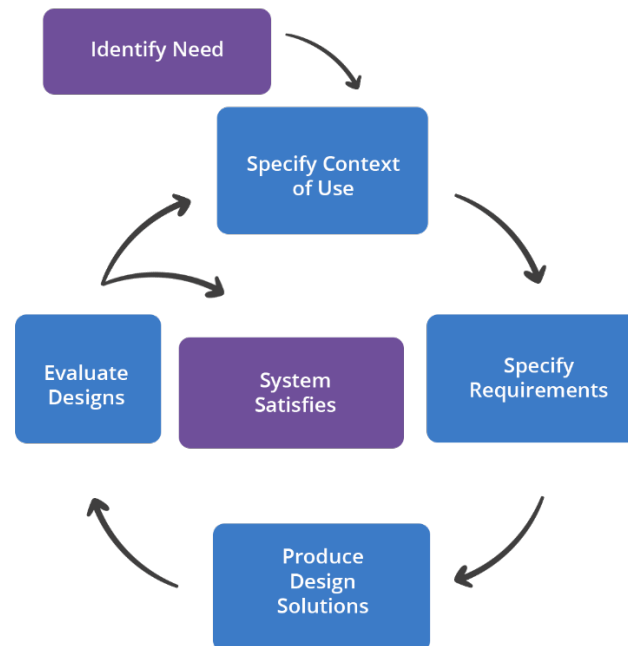 Identify Need
Specify Context
of Use
Specify
Requirements
Produce
Design
Solutions
Evaluate
Designs
System
Satisfies